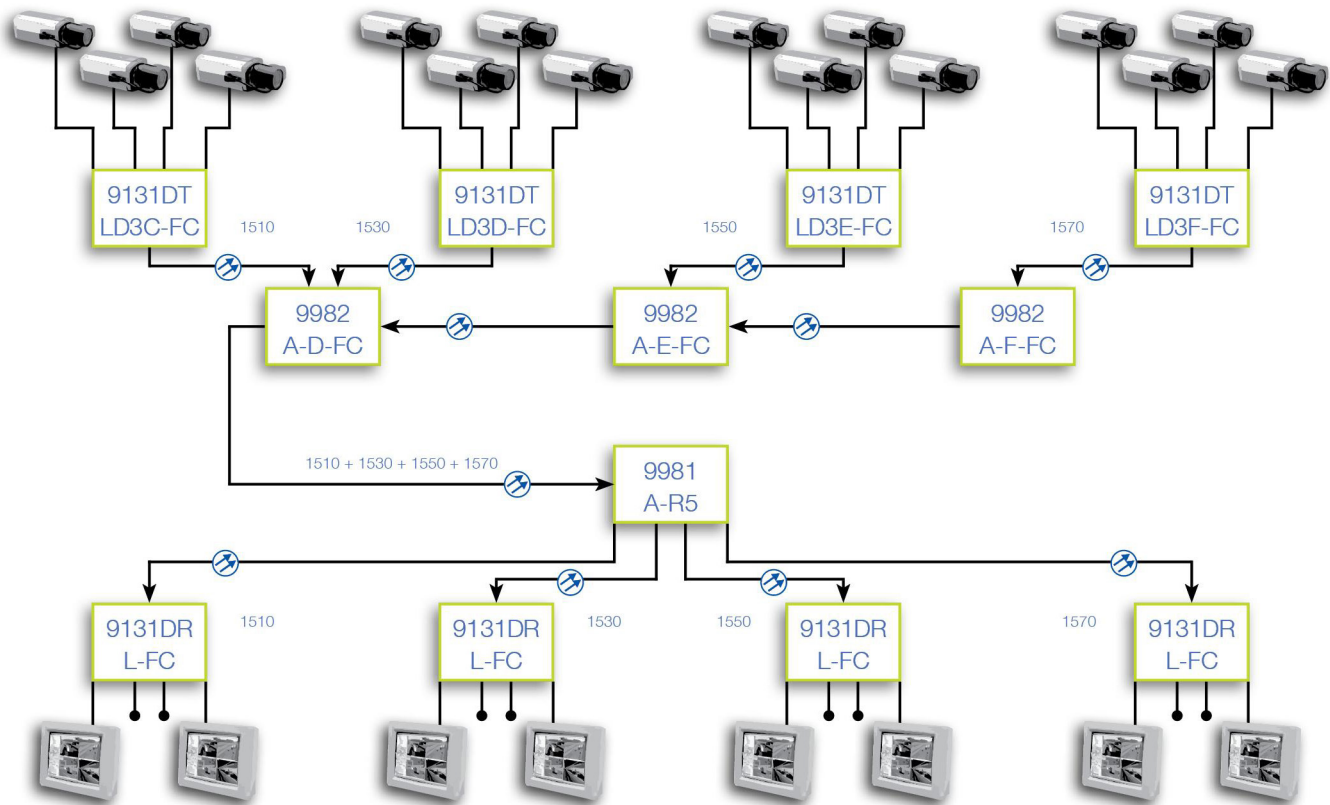 9131DT
LD3C-FC
1510
1530
9131DT
LD3D-FC
1550
9131DT
LD3E-FC
1570
9131DT
LD3F-FC
9982
A-D-FC
9982
A-E-FC
9982
A-F-FC
1510 + 1530 + 1550 + 1570
9981
A-R5
9131DR
L-FC
1510
9131DR
L-FC
1530
1550
9131DR
L-FC
1570
9131DR
L-FC